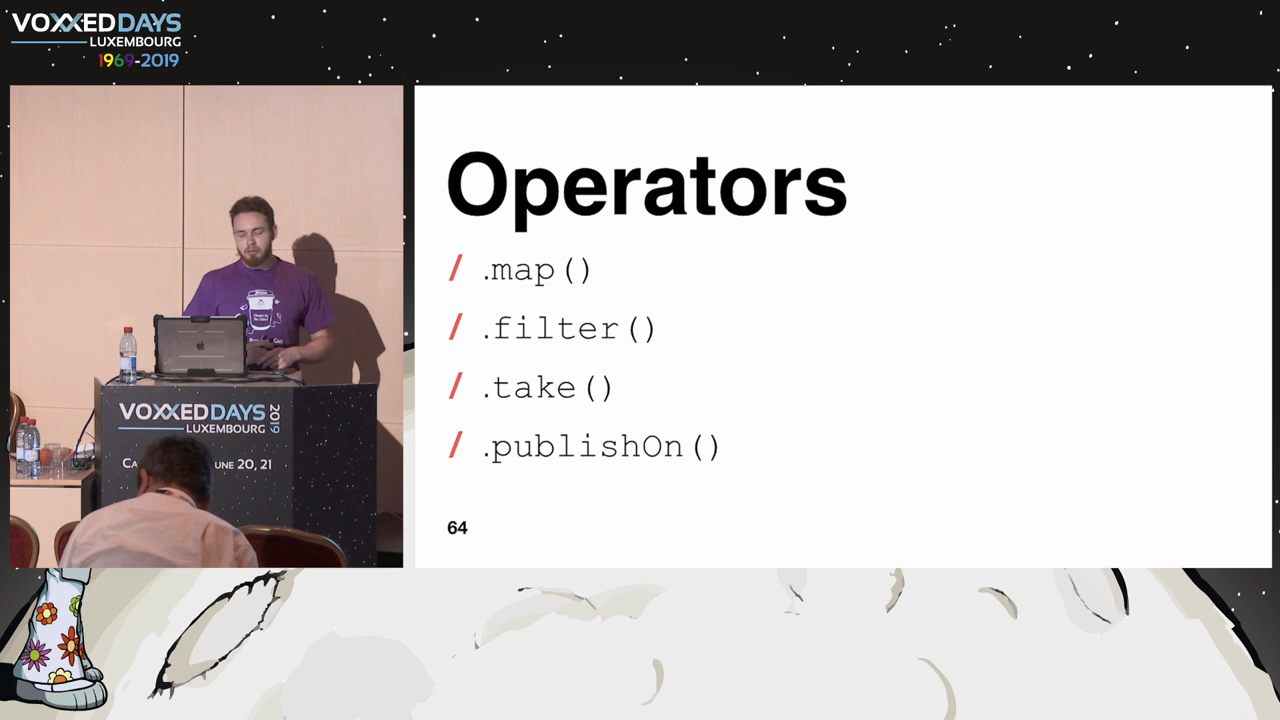 VOXXEDDAYS
LUXEMBOURG
1969-2019
Operators
/ .map()
/ .filter()
/ .take()
/ .publishOn()
64
VOXXEDDAYS
LUXEMBOURG
2019
UNE 20, 21